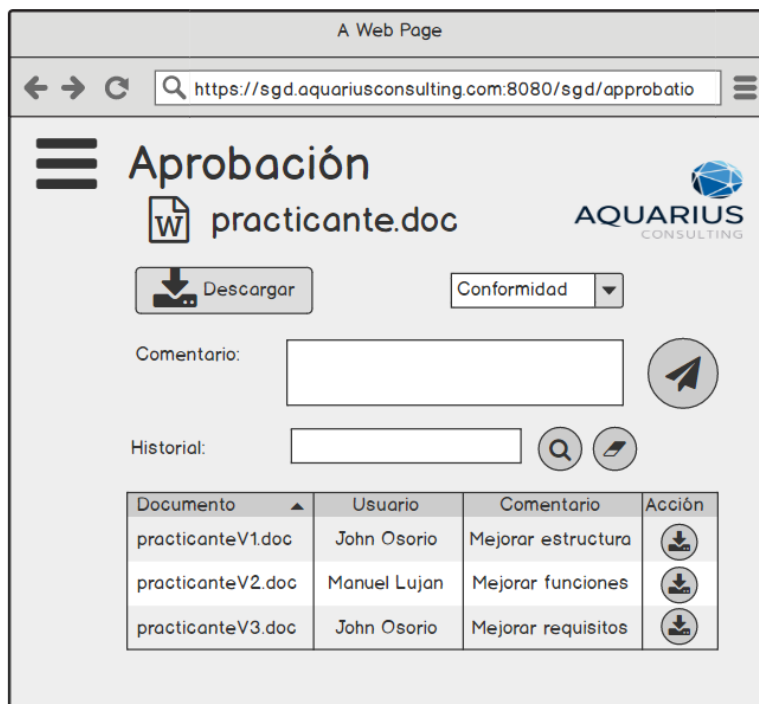 A Web Page
https://sgd.aquariusconsulting.com:8080/sgd/approbatio
Aprobación
W practicante.doc
AQUARIUS
CONSULTING
Descargar
Conformidad
Comentario:
Historial:
Documento Usuario Comentario Acción
practicanteV1.doc John Osorio Mejorar estructura
practicanteV2.doc Manuel Lujan Mejorar funciones
practicanteV3.doc John Osorio Mejorar requisitos